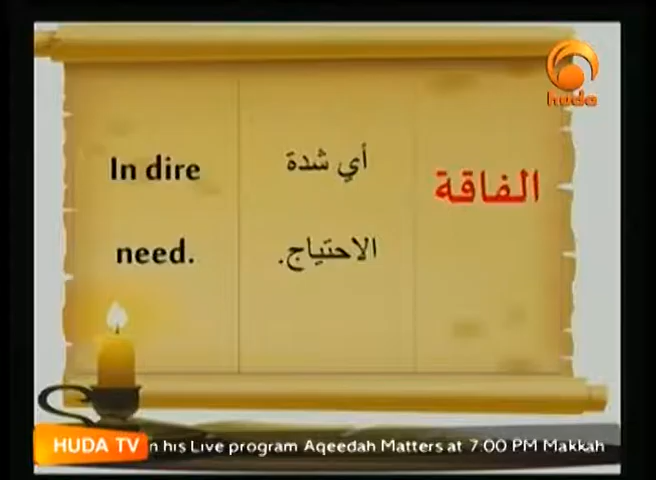 huda
الفاقة
أي شدة
الاحتياج.
In dire
need.
HUDA TV
n his Live program Aqeedah Matters at 7:00 PM Makkah